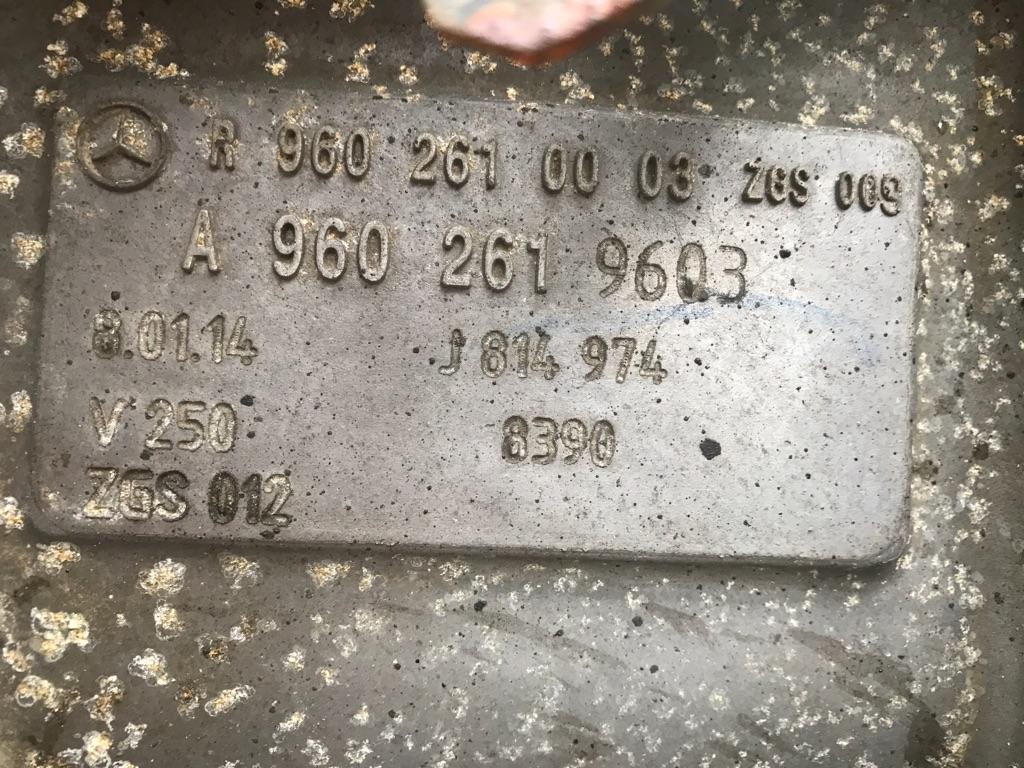 R 960 261 00 03 ZGS 009
A 960 261 9603
8.01.14 J 814 974
V 250 8390
ZGS 012